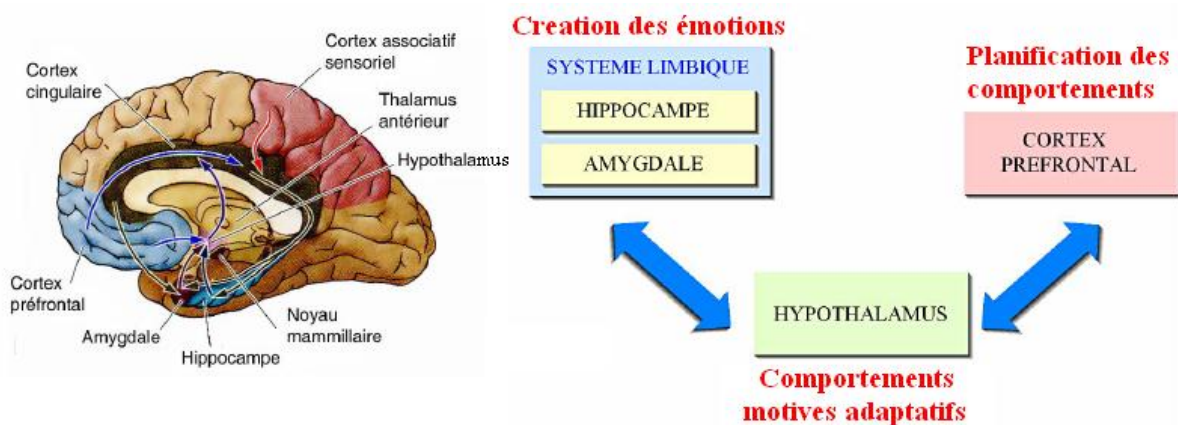 Cortex associatif
sensoriel
Cortex
cingulaire
Thalamus
antérieur
Hypothalamus
Cortex
préfrontal
Amygdale
Hippocampe
Noyau
mammillaire
Creation des émotions
SYSTEME LIMBIQUE
HIPPOCAMPE
AMYGDALE
Planification des
comportements
CORTEX
PREFRONTAL
HYPOTHALAMUS
Comportements
motives adaptatifs